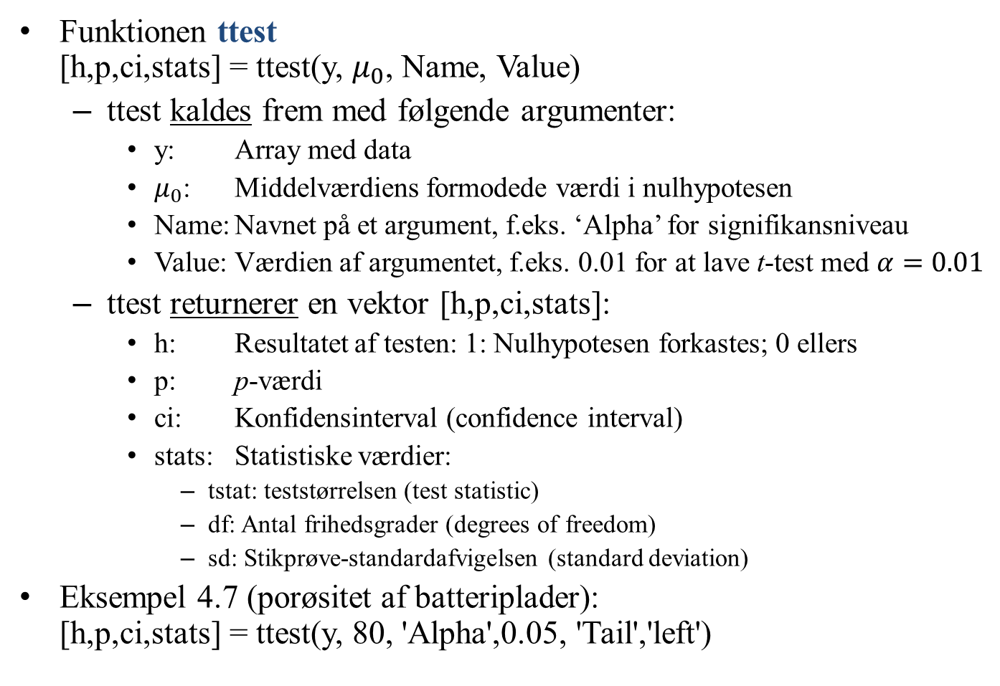 • Funktionen ttest
[h,p,ci,stats] = ttest(y, μ₀, Name, Value)
– ttest kaldes frem med følgende argumenter:
• y: Array med data
• μ₀: Middelværdiens formodede værdi i nulhypotesen
• Name: Navnet på et argument, f.eks. ‘Alpha’ for signifikansniveau
• Value: Værdien af argumentet, f.eks. 0.01 for at lave t-test med α = 0.01
– ttest returnerer en vektor [h,p,ci,stats]:
• h: Resultatet af testen: 1: Nulhypotesen forkastes; 0 ellers
• p: p-værdi
• ci: Konfidensinterval (confidence interval)
• stats: Statistiske værdier:
– tstat: teststørrelsen (test statistic)
– df: Antal frihedsgrader (degrees of freedom)
– sd: Stikprøve-standardafvigelsen (standard deviation)
• Eksempel 4.7 (porøsitet af batteriplader):
[h,p,ci,stats] = ttest(y, 80, 'Alpha',0.05, 'Tail','left')